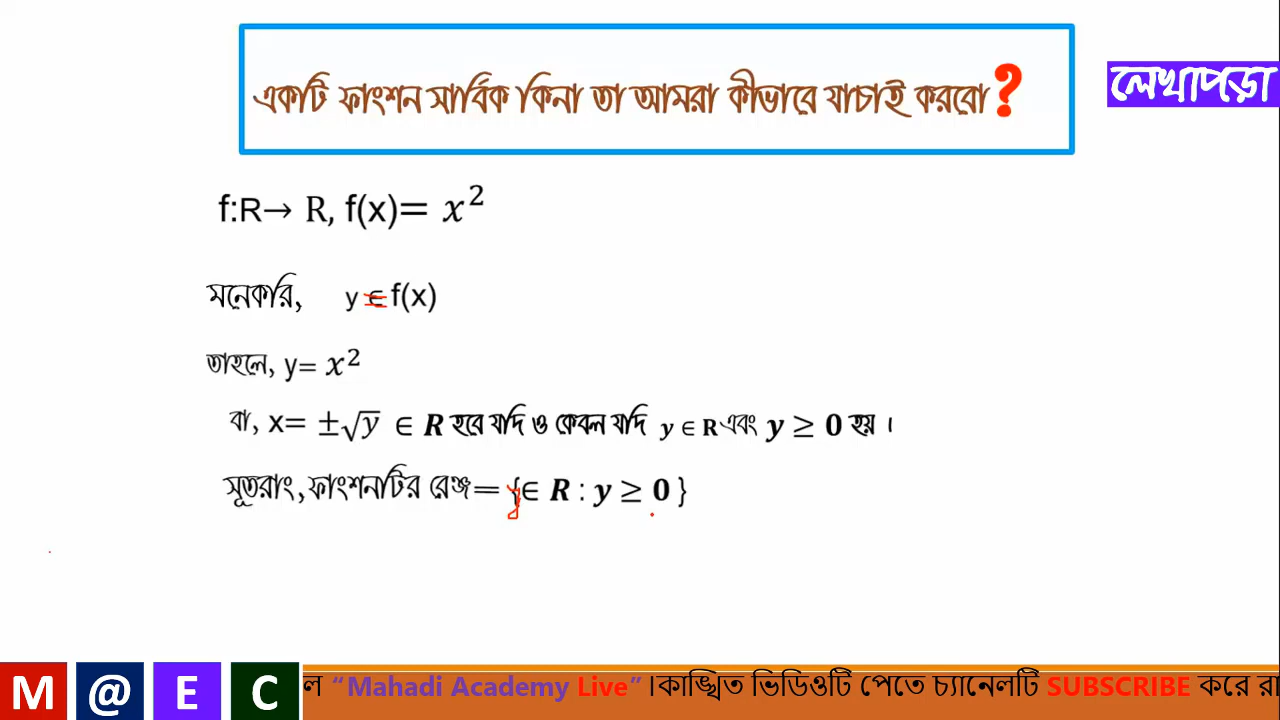 একটি ফাংশন সার্বিক কিনা তা আমরা কীভাবে যাচাই করবো?
লেখাপড়া
f:R→ R, f(x)= x²
মনেকরি, y = f(x)
তাহলে, y= x²
বা, x= ±√y ∈ R হবে যদি ও কেবল যদি y ∈ R এবং y ≥ 0 হয় ।
সূতরাং,ফাংশনটির রেঞ্জ= {y ∈ R : y ≥ 0 }
M @ E C ল “Mahadi Academy Live” ।কাঙ্খিত ভিডিওটি পেতে চ্যানেলটি SUBSCRIBE করে রা